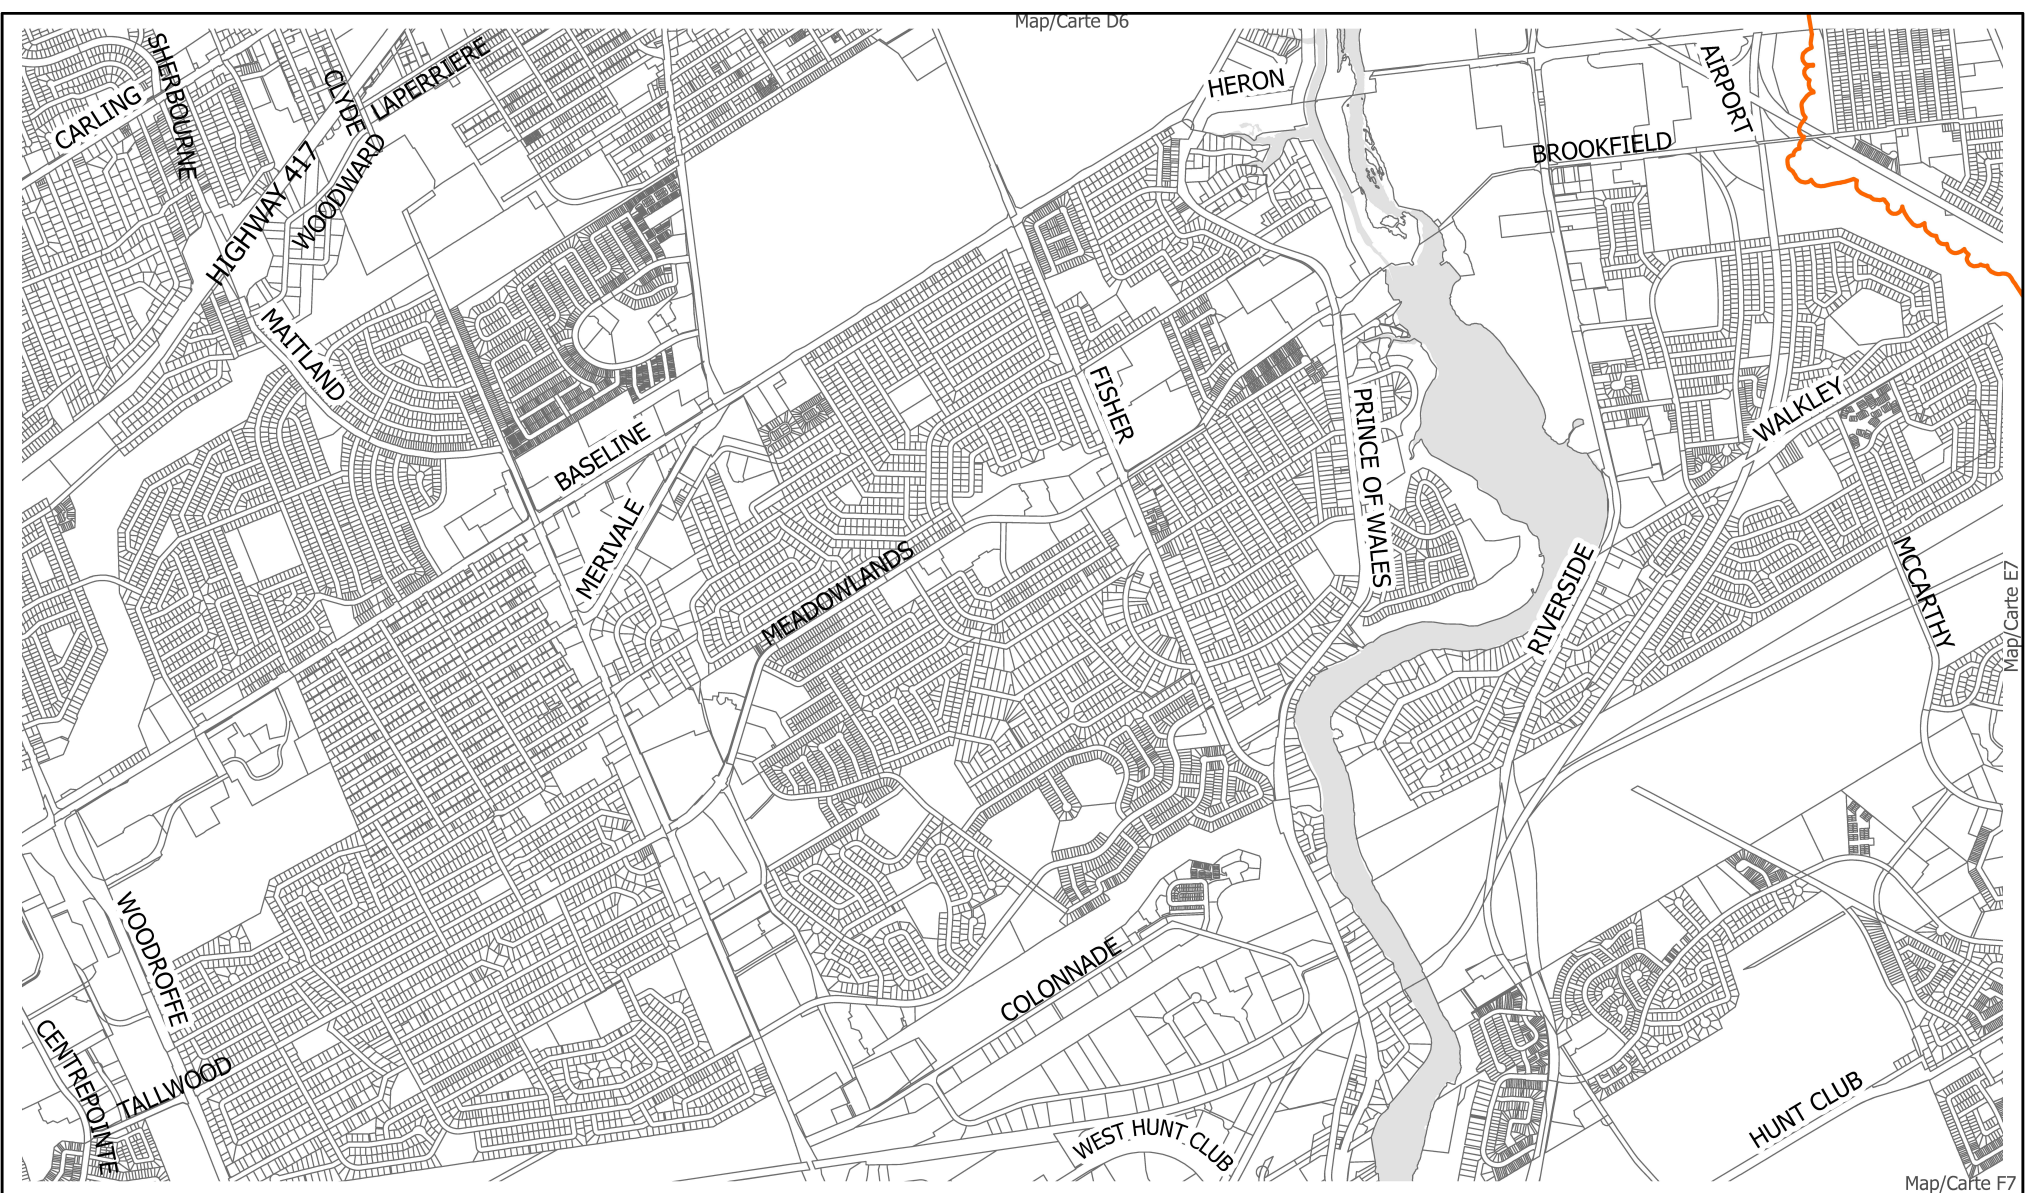 Map/Carte D6
SHERBOURNE
CLYDE
LAPERRIERE
CARLING
HERON
AIRPORT
HIGHWAY 417
WOODWARD
BROOKFIELD
MAITLAND
FISHER
PRINCE OF WALES
WALKLEY
BASELINE
MERIVALE
MEADOWLANDS
RIVERSIDE
MCCARTHY
Map/Carte E7
WOODROFFE
COLONNADE
CENTREPOINTE
TALLWOOD
WEST HUNT CLUB
HUNT CLUB
Map/Carte F7